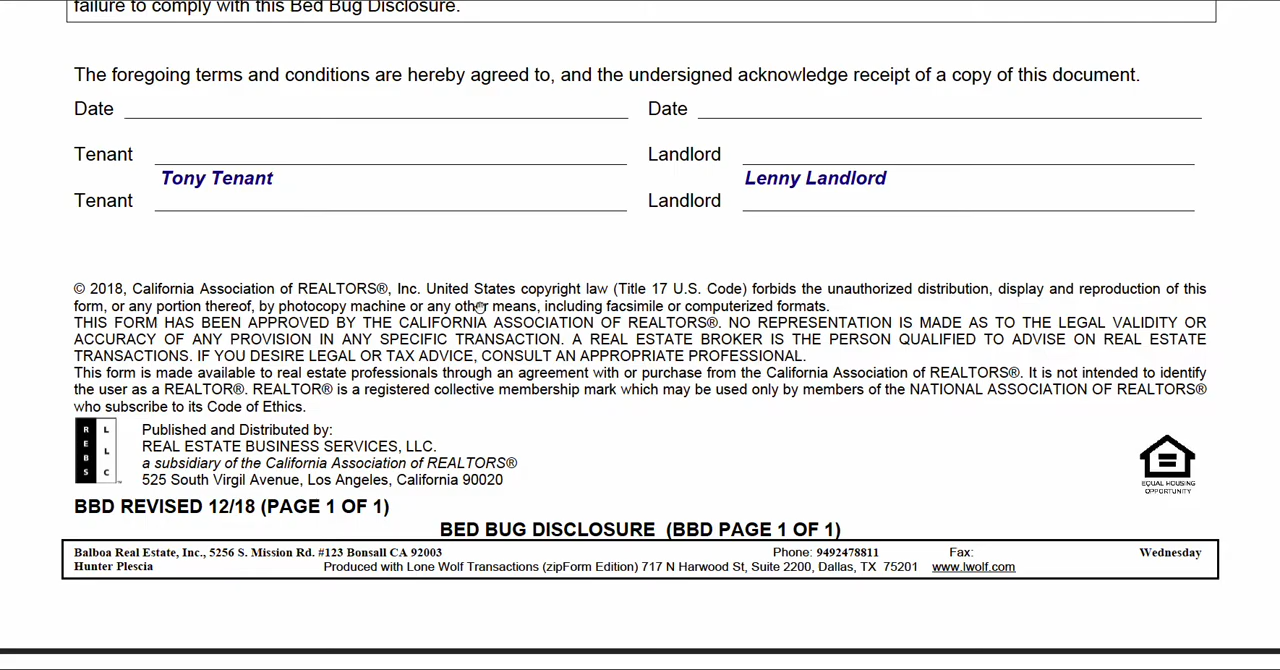 failure to comply with this Bed Bug Disclosure.
The foregoing terms and conditions are hereby agreed to, and the undersigned acknowledge receipt of a copy of this document.
Date Date
Tenant Landlord
Tony Tenant Lenny Landlord
Tenant Landlord
© 2018, California Association of REALTORS®, Inc. United States copyright law (Title 17 U.S. Code) forbids the unauthorized distribution, display and reproduction of this
form, or any portion thereof, by photocopy machine or any other means, including facsimile or computerized formats.
THIS FORM HAS BEEN APPROVED BY THE CALIFORNIA ASSOCIATION OF REALTORS®. NO REPRESENTATION IS MADE AS TO THE LEGAL VALIDITY OR
ACCURACY OF ANY PROVISION IN ANY SPECIFIC TRANSACTION. A REAL ESTATE BROKER IS THE PERSON QUALIFIED TO ADVISE ON REAL ESTATE
TRANSACTIONS. IF YOU DESIRE LEGAL OR TAX ADVICE, CONSULT AN APPROPRIATE PROFESSIONAL.
This form is made available to real estate professionals through an agreement with or purchase from the California Association of REALTORS®. It is not intended to identify
the user as a REALTOR®. REALTOR® is a registered collective membership mark which may be used only by members of the NATIONAL ASSOCIATION OF REALTORS®
who subscribe to its Code of Ethics.
R L
E L
B C
S
Published and Distributed by:
REAL ESTATE BUSINESS SERVICES, LLC.
a subsidiary of the California Association of REALTORS®
525 South Virgil Avenue, Los Angeles, California 90020
EQUAL HOUSING
OPPORTUNITY
BBD REVISED 12/18 (PAGE 1 OF 1)
BED BUG DISCLOSURE (BBD PAGE 1 OF 1)
Balboa Real Estate, Inc., 5256 S. Mission Rd. #123 Bonsall CA 92003 Phone: 9492478811 Fax: Wednesday
Hunter Plescia Produced with Lone Wolf Transactions (zipForm Edition) 717 N Harwood St, Suite 2200, Dallas, TX 75201 www.lwolf.com